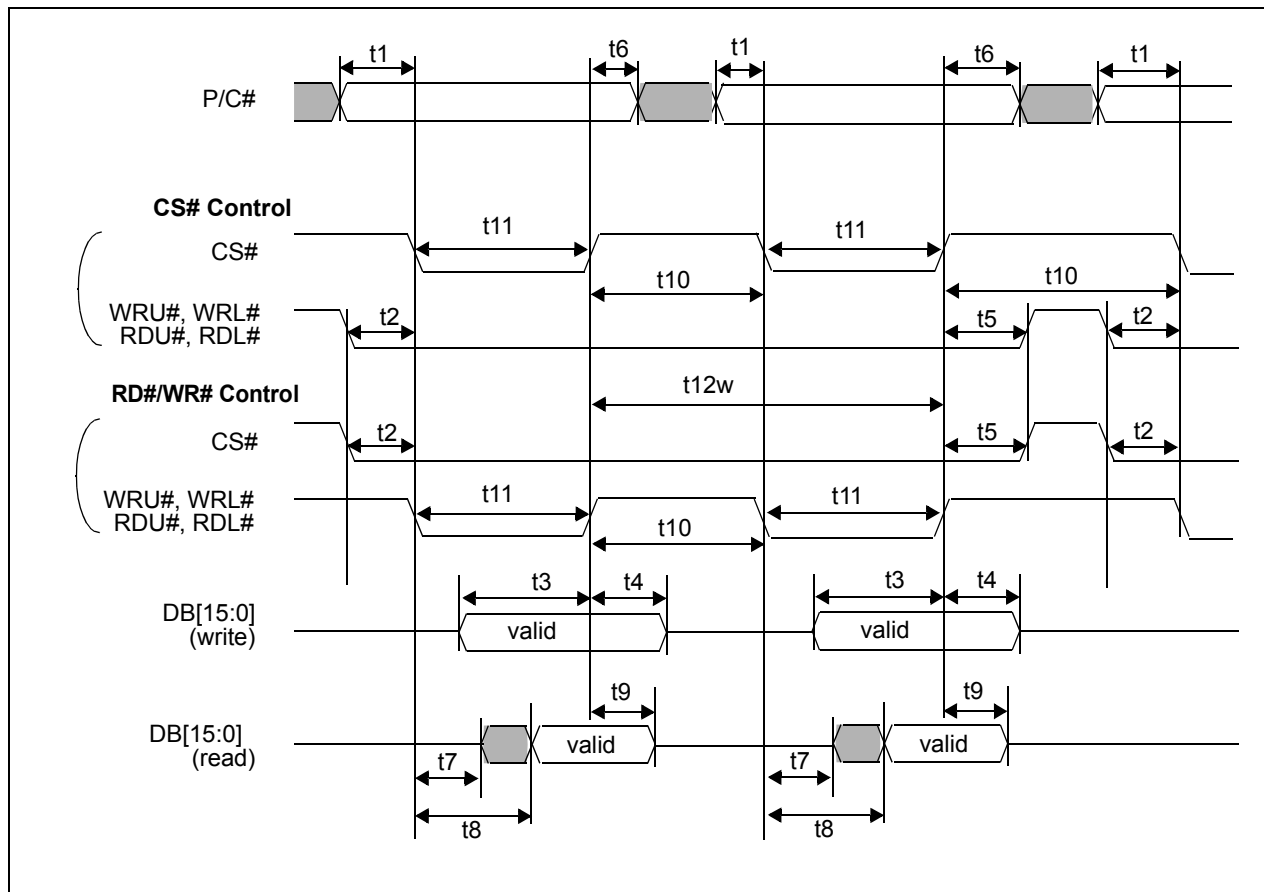 t1 t6 t1 t6 t1
P/C#
CS# Control
CS#
t11 t11
t10 t10
WRU#, WRL#
RDU#, RDL#
t2 t5 t2
RD#/WR# Control
t12w
CS#
t2 t5 t2
WRU#, WRL#
RDU#, RDL#
t11 t11
t10
t3 t4 t3 t4
DB[15:0]
(write)
valid valid
t9 t9
DB[15:0]
(read)
valid valid
t7 t7
t8 t8